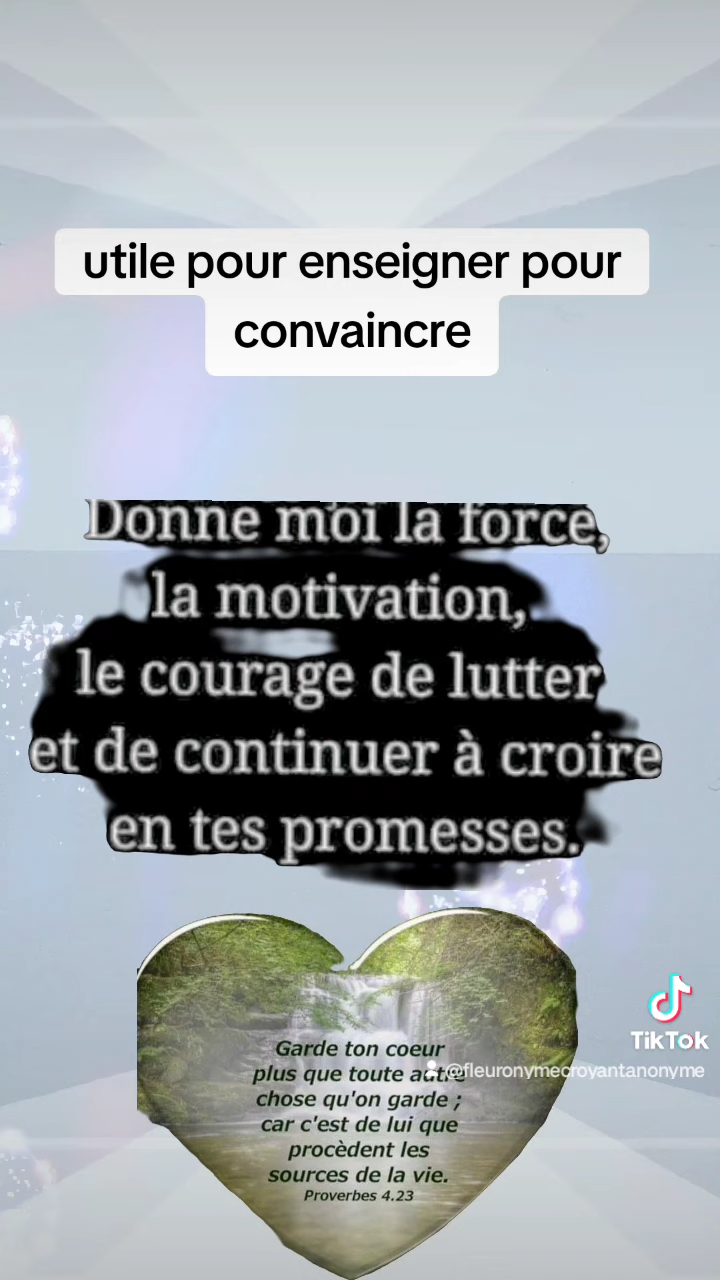 utile pour enseigner pour
convaincre
Donne moi la force,
la motivation,
le courage de lutter
et de continuer à croire
en tes promesses.
Garde ton coeur
plus que toute autre
chose qu'on garde ;
car c'est de lui que
procèdent les
sources de la vie.
Proverbes 4.23
TikTok
@fleuronymecroyantanonyme